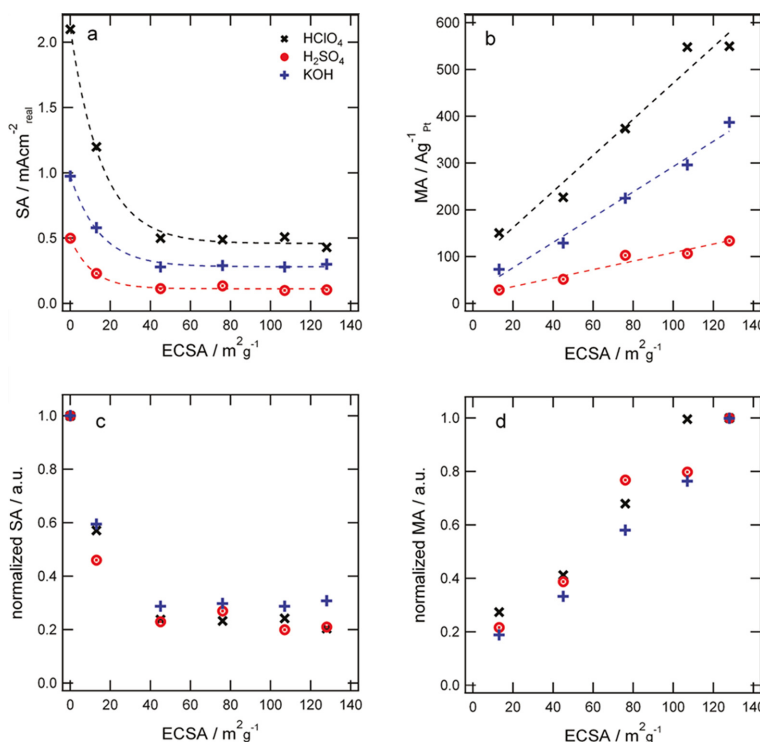 a
HClO4
H2SO4
KOH
2.0
1.5
1.0
0.5
0.0
SA / mAcm-2 real
0 20 40 60 80 100 120 140
ECSA / m2g-1
b
600
500
400
300
200
100
0
MA / Ag-1 Pt
0 20 40 60 80 100 120 140
ECSA / m2g-1
c
1.0
0.8
0.6
0.4
0.2
0.0
normalized SA / a.u.
0 20 40 60 80 100 120 140
ECSA / m2g-1
d
1.0
0.8
0.6
0.4
0.2
0.0
normalized MA / a.u.
0 20 40 60 80 100 120 140
ECSA / m2g-1